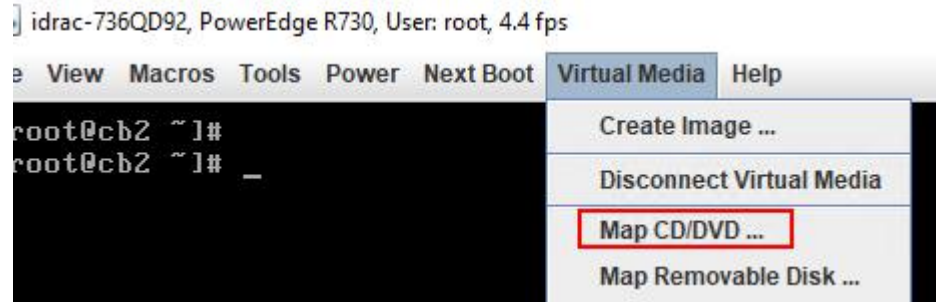 idrac-736QD92, PowerEdge R730, User: root, 4.4 fps
e View Macros Tools Power Next Boot Virtual Media Help
root@cb2 ~]#
root@cb2 ~]# _
Create Image ...
Disconnect Virtual Media
Map CD/DVD ...
Map Removable Disk ...